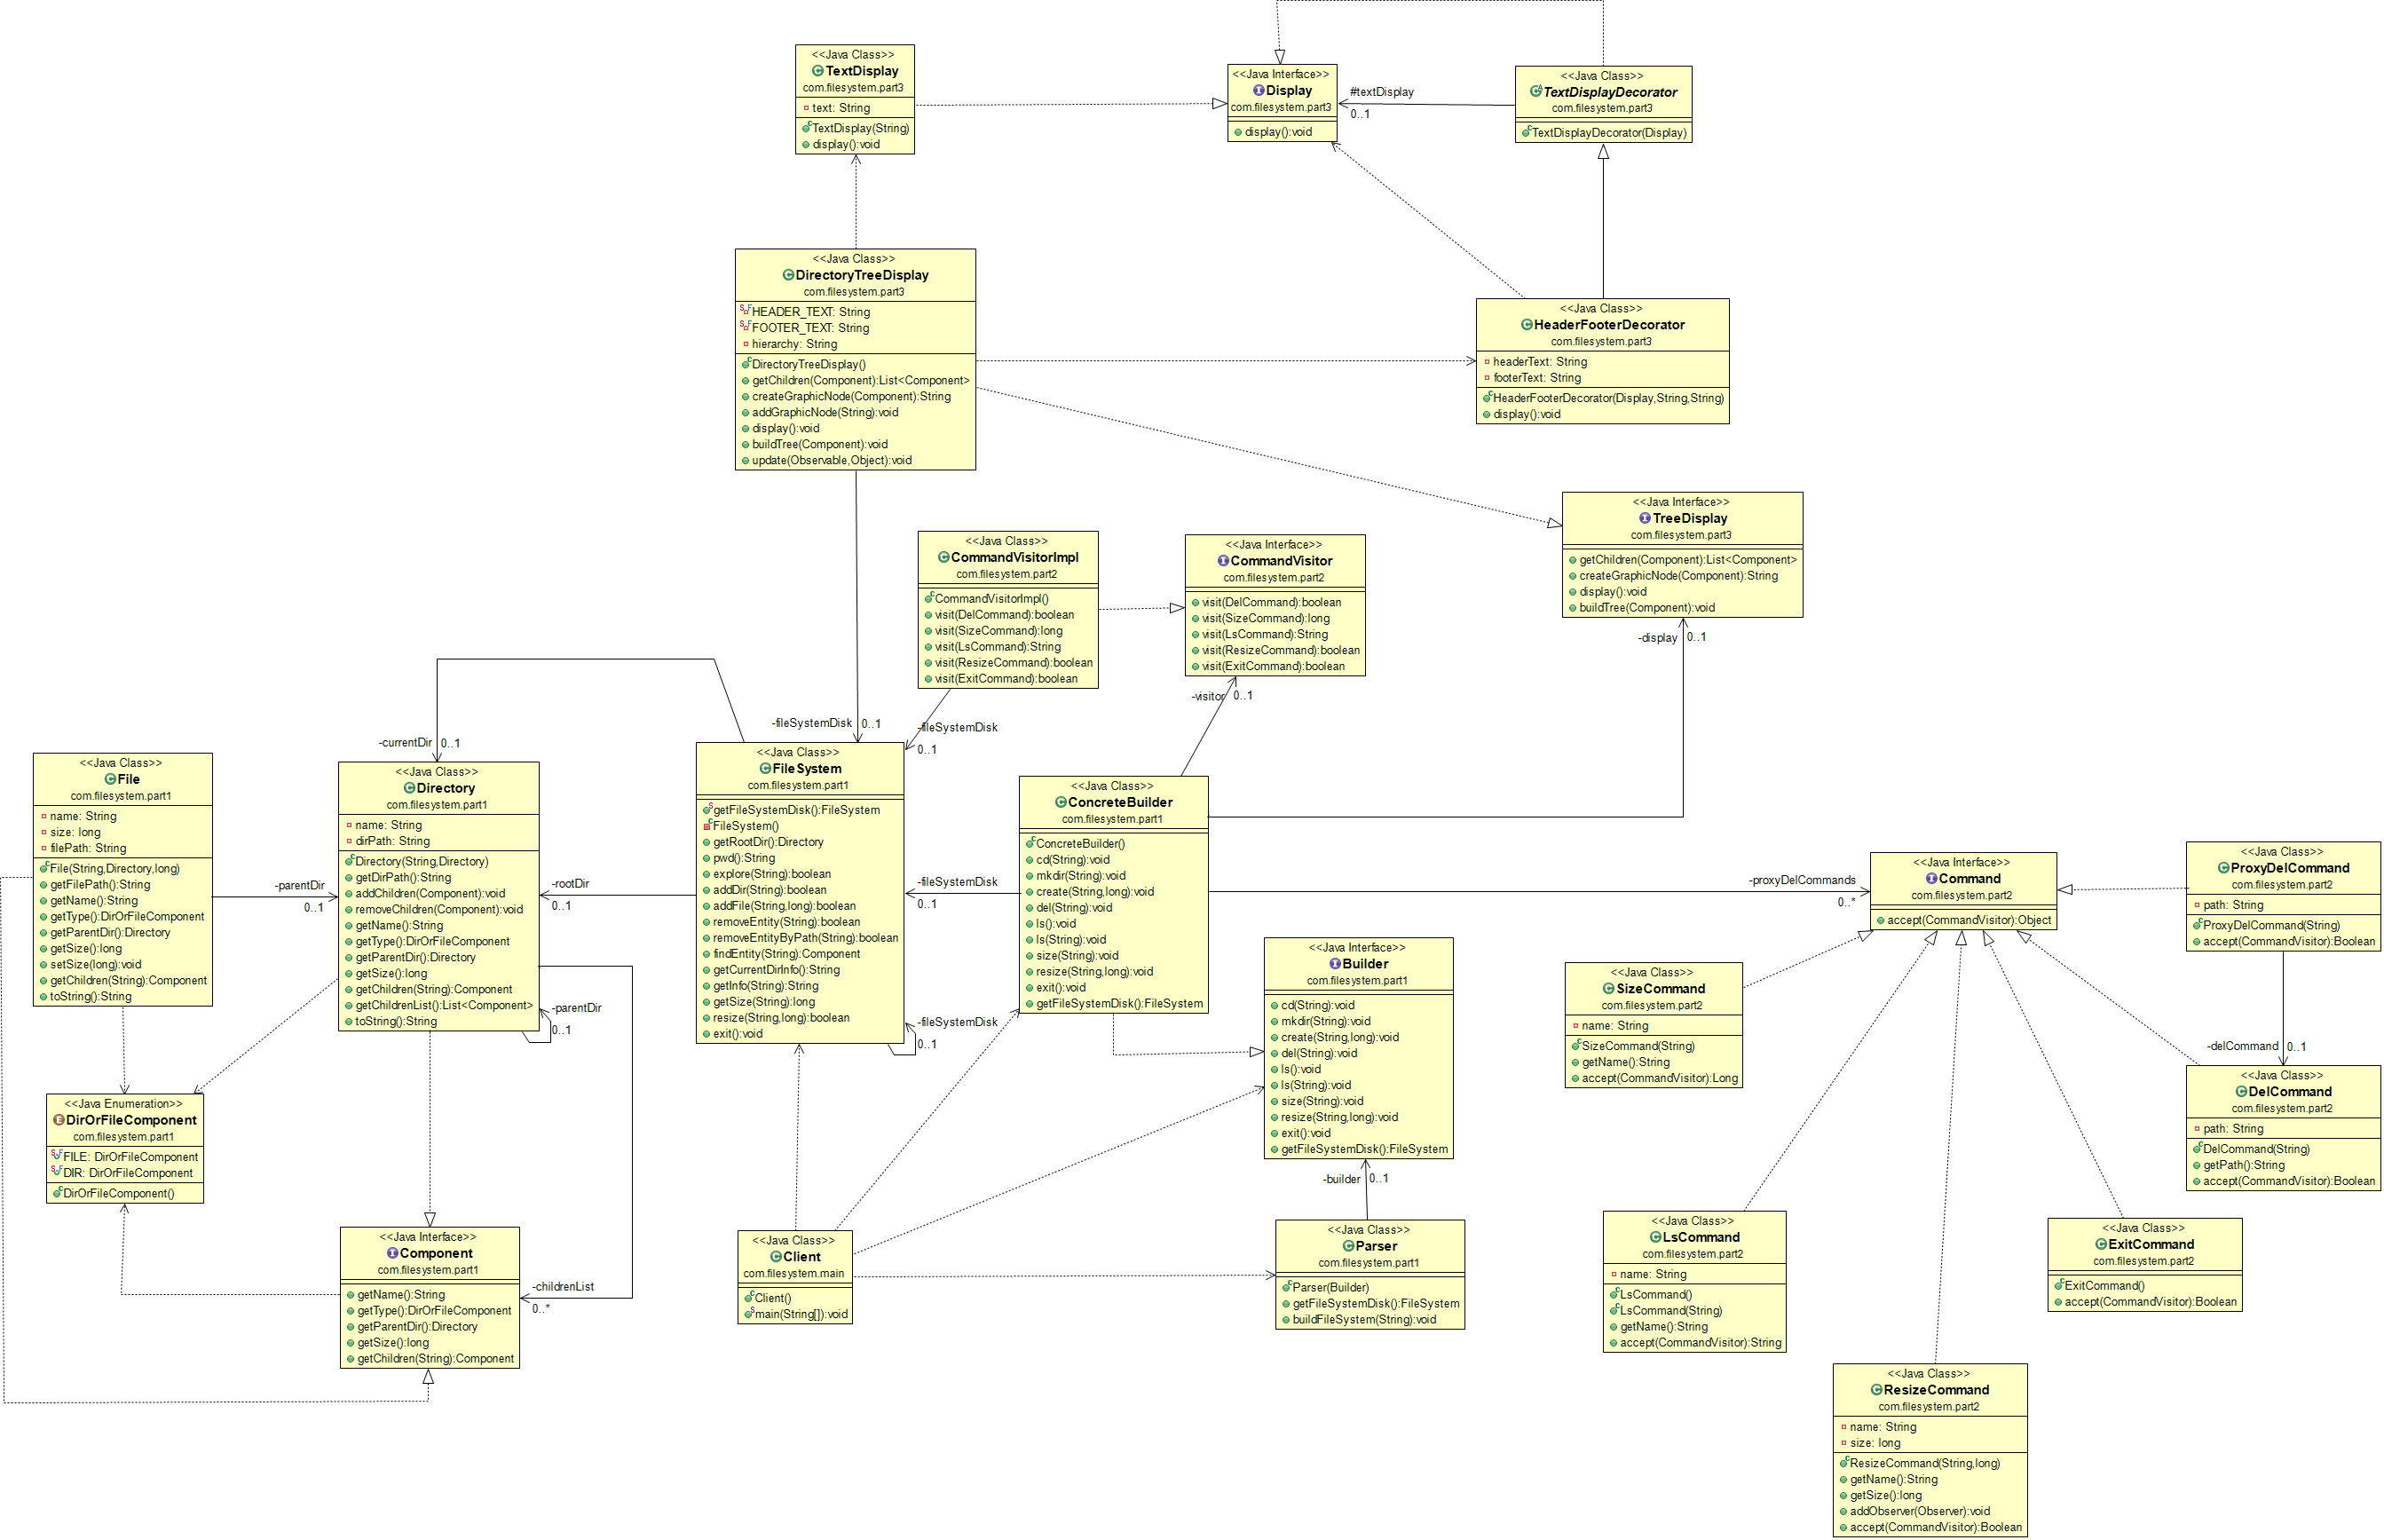 <<Java Class>>
TextDisplay
com.filesystem.part3
text: String
TextDisplay(String)
display():void
<<Java Interface>>
Display
com.filesystem.part3
display():void
#textDisplay
0..1
<<Java Class>>
TextDisplayDecorator
com.filesystem.part3
TextDisplayDecorator(Display)
<<Java Class>>
DirectoryTreeDisplay
com.filesystem.part3
HEADER_TEXT: String
FOOTER_TEXT: String
hierarchy: String
DirectoryTreeDisplay()
getChildren(Component):List<Component>
createGraphicNode(Component):String
addGraphicNode(String):void
display():void
buildTree(Component):void
update(Observable,Object):void
<<Java Class>>
HeaderFooterDecorator
com.filesystem.part3
headerText: String
footerText: String
HeaderFooterDecorator(Display,String,String)
display():void
<<Java Interface>>
TreeDisplay
com.filesystem.part3
getChildren(Component):List<Component>
createGraphicNode(Component):String
display():void
buildTree(Component):void
-display
0..1
<<Java Class>>
CommandVisitorImpl
com.filesystem.part2
CommandVisitorImpl()
visit(DelCommand):boolean
visit(SizeCommand):long
visit(LsCommand):String
visit(ResizeCommand):boolean
visit(ExitCommand):boolean
<<Java Interface>>
CommandVisitor
com.filesystem.part2
visit(DelCommand):boolean
visit(SizeCommand):long
visit(LsCommand):String
visit(ResizeCommand):boolean
visit(ExitCommand):boolean
-visitor
0..1
-fileSystemDisk
0..1
-fileSystemDisk
0..1
-currentDir
0..1
<<Java Class>>
File
com.filesystem.part1
name: String
size: long
filePath: String
File(String,Directory,long)
getFilePath():String
getName():String
getType():DirOrFileComponent
getParentDir():Directory
getSize():long
setSize(long):void
getChildren(String):Component
toString():String
-parentDir
0..1
<<Java Class>>
Directory
com.filesystem.part1
name: String
dirPath: String
Directory(String,Directory)
getDirPath():String
addChildren(Component):void
removeChildren(Component):void
getName():String
getType():DirOrFileComponent
getParentDir():Directory
getSize():long
getChildren(String):Component
getChildrenList():List<Component>
toString():String
-parentDir
0..1
-rootDir
0..1
<<Java Class>>
FileSystem
com.filesystem.part1
getFileSystemDisk():FileSystem
FileSystem()
getRootDir():Directory
pwd():String
explore(String):boolean
addDir(String):boolean
addFile(String,long):boolean
removeEntity(String):boolean
removeEntityByPath(String):boolean
findEntity(String):Component
getCurrentDirInfo():String
getInfo(String):String
getSize(String):long
resize(String,long):boolean
exit():void
-fileSystemDisk
0..1
-fileSystemDisk
0..1
<<Java Class>>
ConcreteBuilder
com.filesystem.part1
ConcreteBuilder()
cd(String):void
mkdir(String):void
create(String,long):void
del(String):void
ls():void
ls(String):void
size(String):void
resize(String,long):void
exit():void
getFileSystemDisk():FileSystem
-proxyDelCommands
0..*
<<Java Interface>>
Command
com.filesystem.part2
accept(CommandVisitor):Object
<<Java Class>>
ProxyDelCommand
com.filesystem.part2
path: String
ProxyDelCommand(String)
accept(CommandVisitor):Boolean
<<Java Interface>>
Builder
com.filesystem.part1
cd(String):void
mkdir(String):void
create(String,long):void
del(String):void
ls():void
ls(String):void
size(String):void
resize(String,long):void
exit():void
getFileSystemDisk():FileSystem
-builder
0..1
<<Java Class>>
SizeCommand
com.filesystem.part2
name: String
SizeCommand(String)
getName():String
accept(CommandVisitor):Long
-delCommand
0..1
<<Java Class>>
DelCommand
com.filesystem.part2
path: String
DelCommand(String)
getPath():String
accept(CommandVisitor):Boolean
<<Java Enumeration>>
DirOrFileComponent
com.filesystem.part1
FILE: DirOrFileComponent
DIR: DirOrFileComponent
DirOrFileComponent()
<<Java Interface>>
Component
com.filesystem.part1
getName():String
getType():DirOrFileComponent
getParentDir():Directory
getSize():long
getChildren(String):Component
-childrenList
0..*
<<Java Class>>
Client
com.filesystem.main
Client()
main(String[]):void
<<Java Class>>
Parser
com.filesystem.part1
Parser(Builder)
getFileSystemDisk():FileSystem
buildFileSystem(String):void
<<Java Class>>
LsCommand
com.filesystem.part2
name: String
LsCommand()
LsCommand(String)
getName():String
accept(CommandVisitor):String
<<Java Class>>
ExitCommand
com.filesystem.part2
ExitCommand()
accept(CommandVisitor):Boolean
<<Java Class>>
ResizeCommand
com.filesystem.part2
name: String
size: long
ResizeCommand(String,long)
getName():String
getSize():long
addObserver(Observer):void
accept(CommandVisitor):Boolean